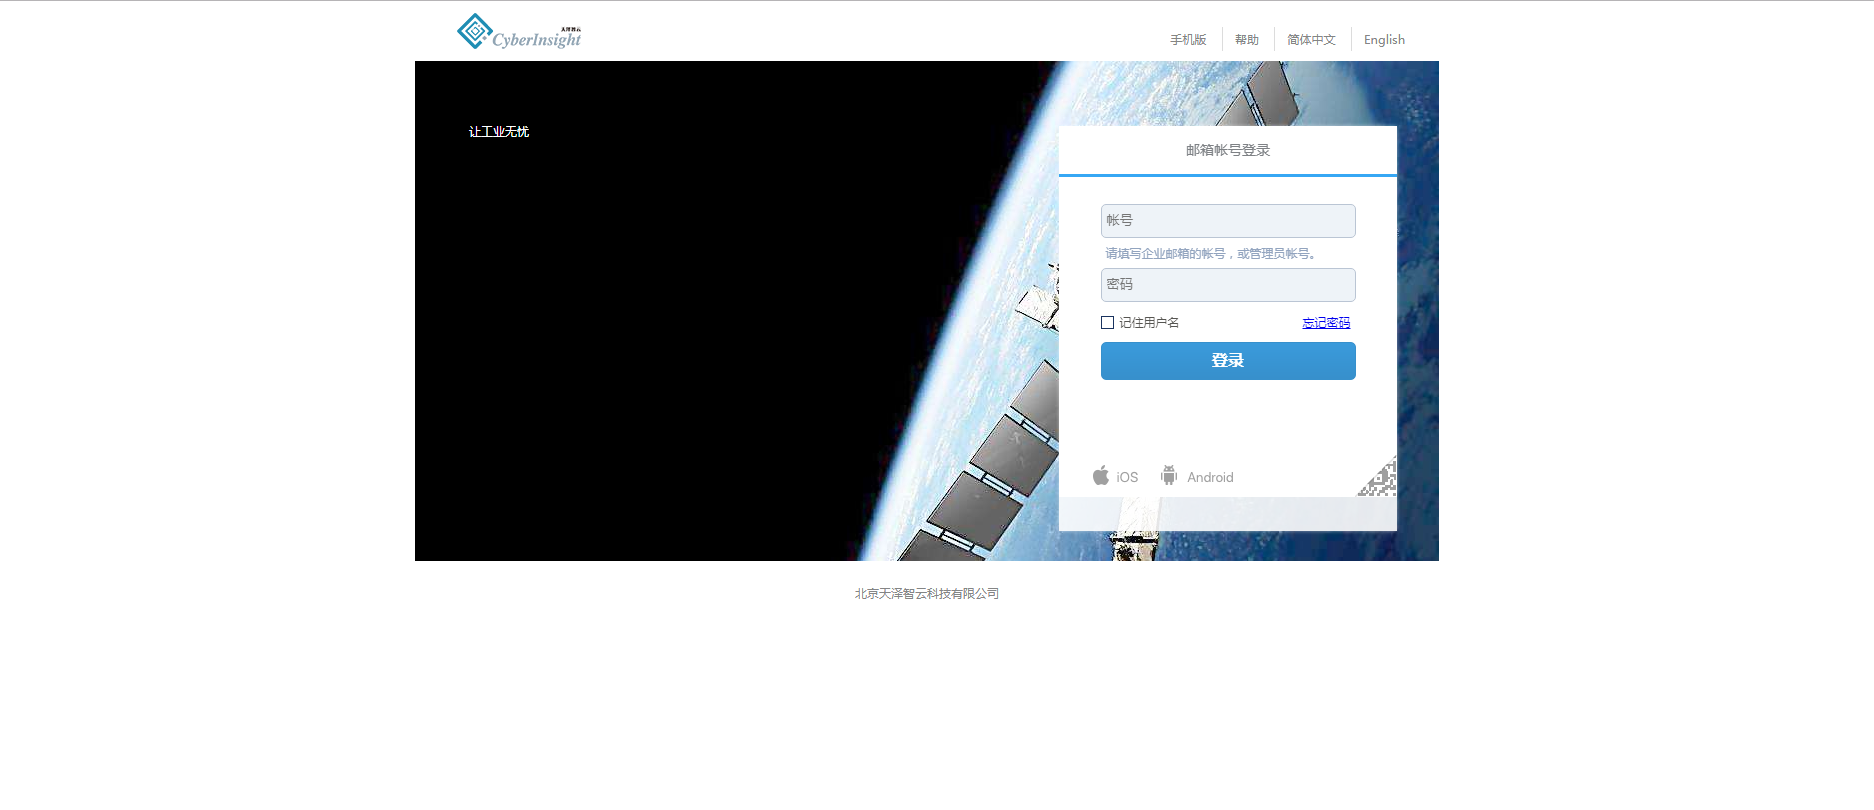 天泽智云
CyberInsight
手机版
帮助
简体中文
English
让工业无忧
邮箱帐号登录
帐号
请填写企业邮箱的帐号，或管理员帐号。
密码
记住用户名
忘记密码
登录
iOS
Android
北京天泽智云科技有限公司